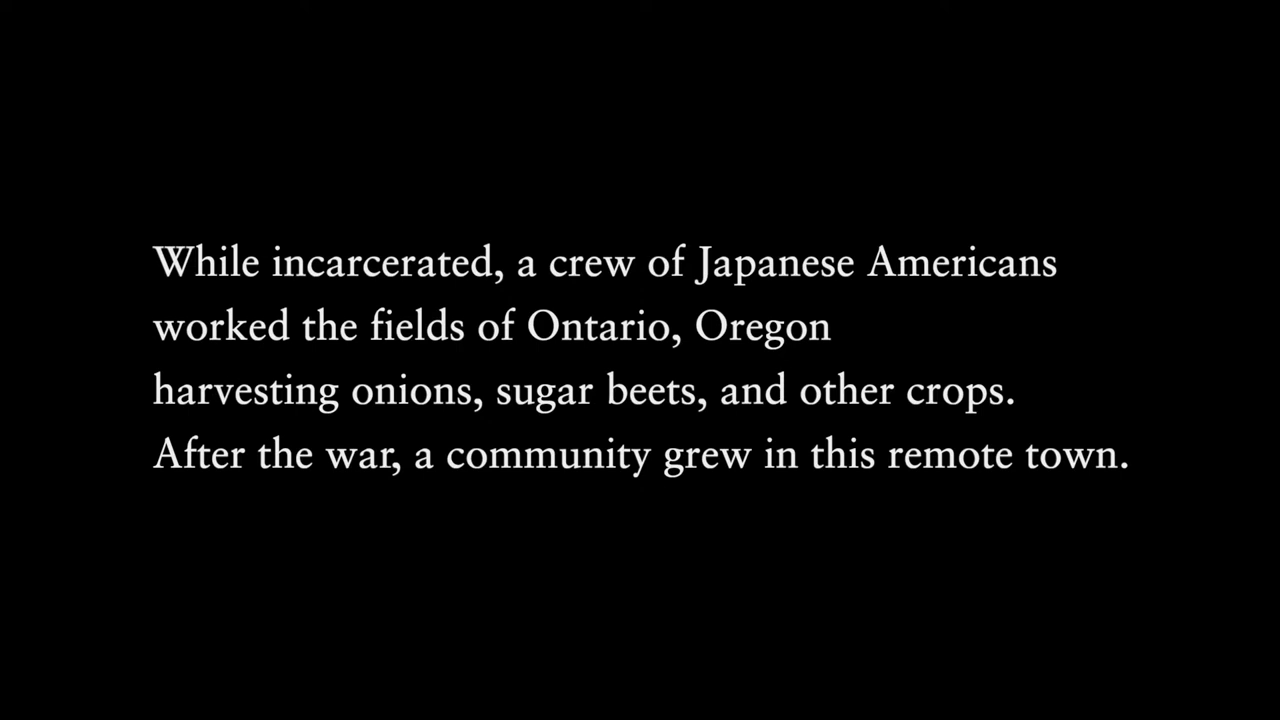 While incarcerated, a crew of Japanese Americans
worked the fields of Ontario, Oregon
harvesting onions, sugar beets, and other crops.
After the war, a community grew in this remote town.